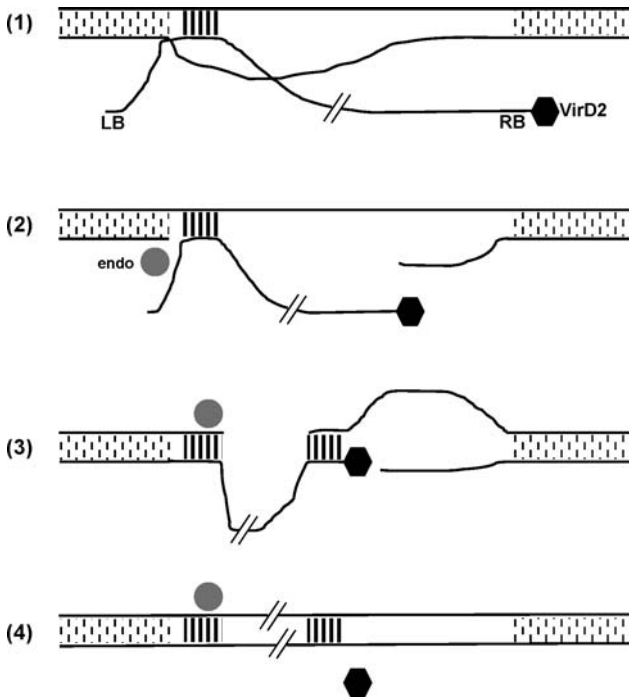 (1)
LB
RB
VirD2
(2)
endo
(3)
(4)